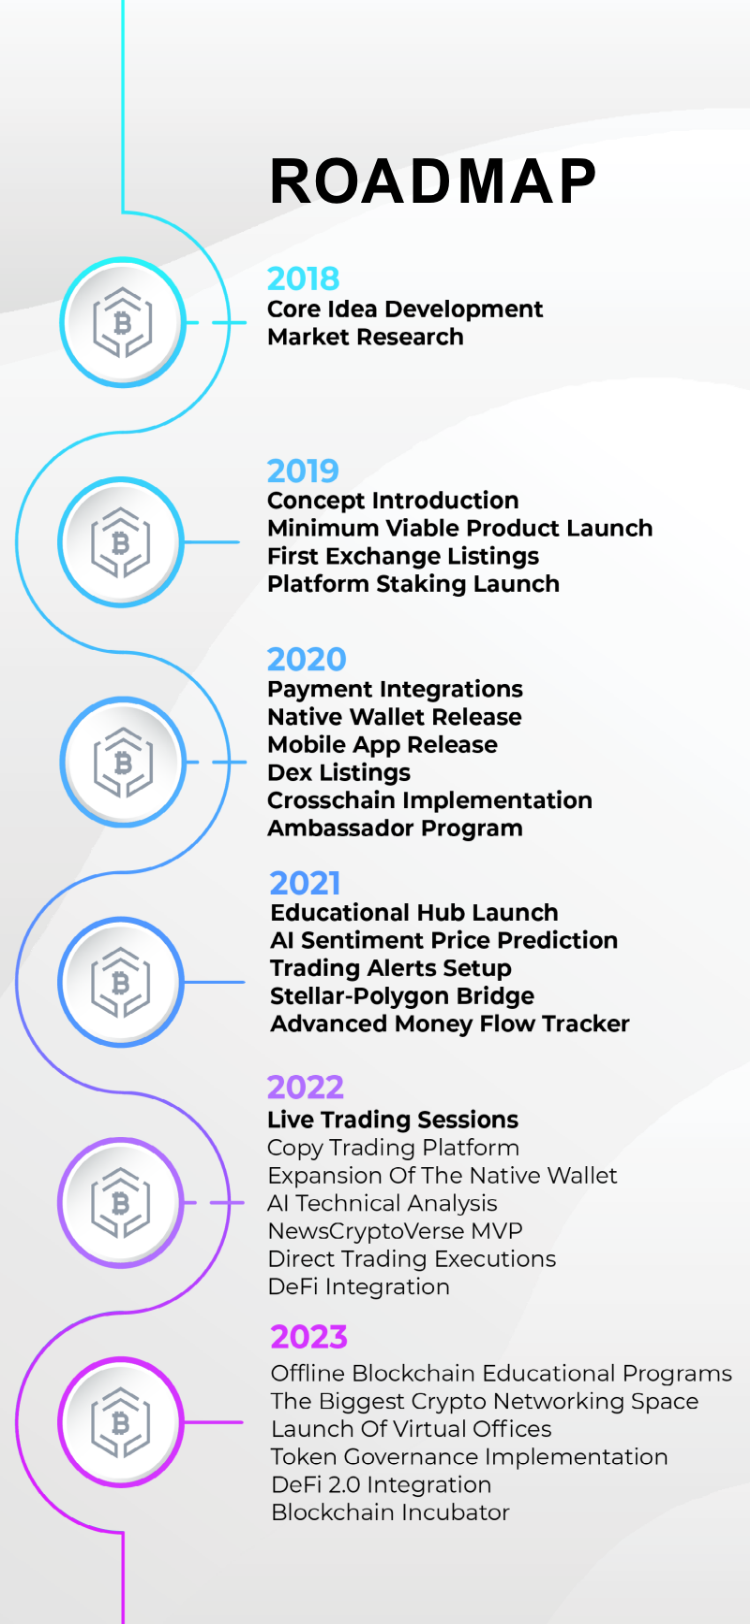 ROADMAP
2018
Core Idea Development
Market Research
2019
Concept Introduction
Minimum Viable Product Launch
First Exchange Listings
Platform Staking Launch
2020
Payment Integrations
Native Wallet Release
Mobile App Release
Dex Listings
Crosschain Implementation
Ambassador Program
2021
Educational Hub Launch
AI Sentiment Price Prediction
Trading Alerts Setup
Stellar-Polygon Bridge
Advanced Money Flow Tracker
2022
Live Trading Sessions
Copy Trading Platform
Expansion Of The Native Wallet
AI Technical Analysis
NewsCryptoVerse MVP
Direct Trading Executions
DeFi Integration
2023
Offline Blockchain Educational Programs
The Biggest Crypto Networking Space
Launch Of Virtual Offices
Token Governance Implementation
DeFi 2.0 Integration
Blockchain Incubator